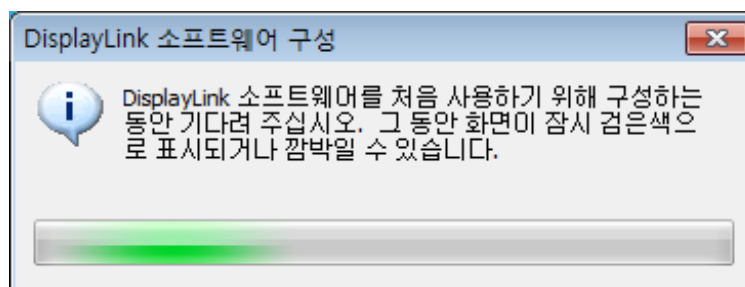 DisplayLink 소프트웨어 구성
DisplayLink 소프트웨어를 처음 사용하기 위해 구성하는
동안 기다려 주십시오. 그 동안 화면이 잠시 검은색으
로 표시되거나 깜박일 수 있습니다.